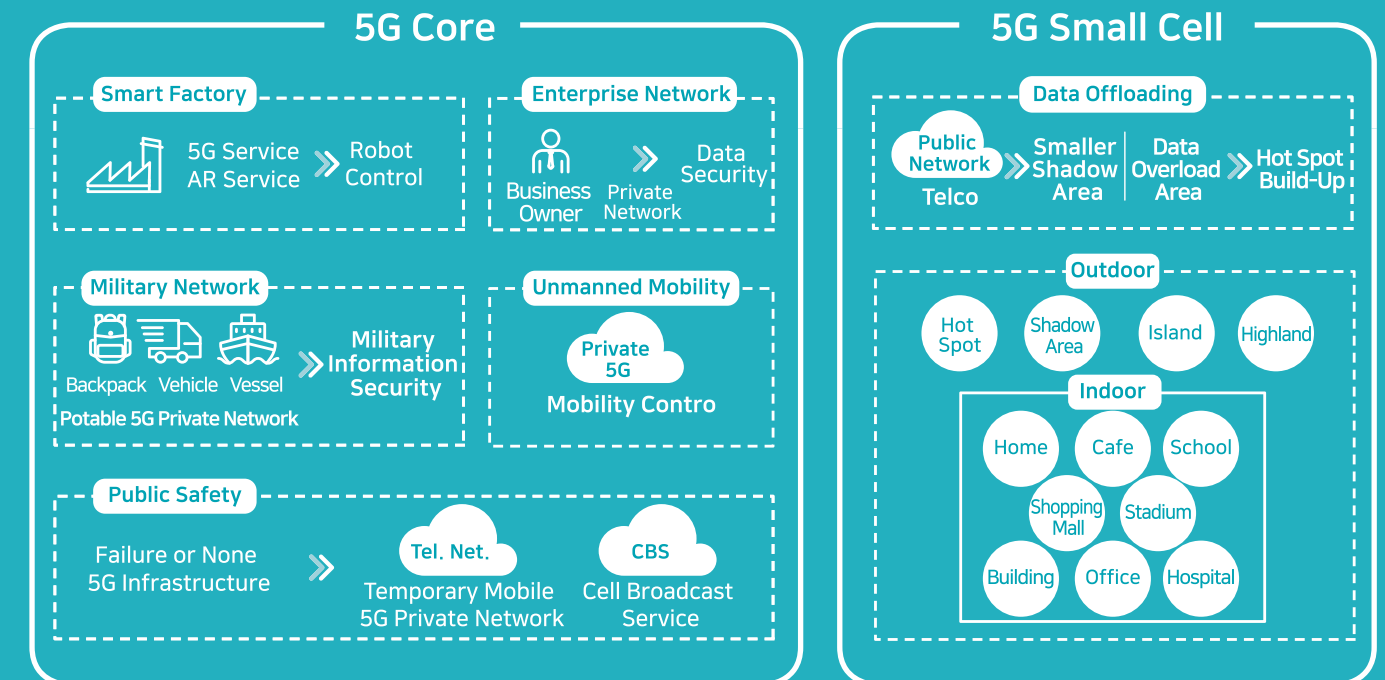 5G Core
Smart Factory
5G Service
AR Service
Robot
Control
Enterprise Network
Business
Owner
Private
Network
Data
Security
Military Network
Backpack
Vehicle
Vessel
Potable 5G Private Network
Military
Information
Security
Unmanned Mobility
Private
5G
Mobility Contro
Public Safety
Failure or None
5G Infrastructure
Tel. Net.
Temporary Mobile
5G Private Network
CBS
Cell Broadcast
Service
5G Small Cell
Data Offloading
Public
Network
Telco
Smaller
Shadow
Area
Data
Overload
Area
Hot Spot
Build-Up
Outdoor
Hot
Spot
Shadow
Area
Island
Highland
Indoor
Home
Cafe
School
Shopping
Mall
Stadium
Building
Office
Hospital